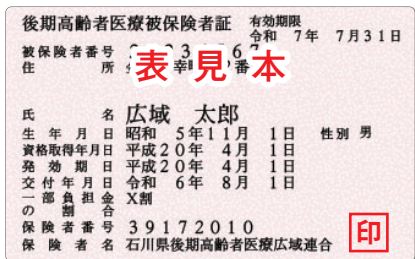 後期高齢者医療被保険者証 有効期限
令和 7年 7月31日
被保険者番号
住所 幸町 2番
表見本
氏名 広域 太郎
生年月日 昭和 5年11月 1日 性別 男
資格取得年月日 平成20年 4月 1日
発効期日 平成20年 4月 1日
交付年月日 令和 6年 8月 1日
一部負担金 X割
の割合
保険者番号 39172010
保険者名 石川県後期高齢者医療広域連合
印